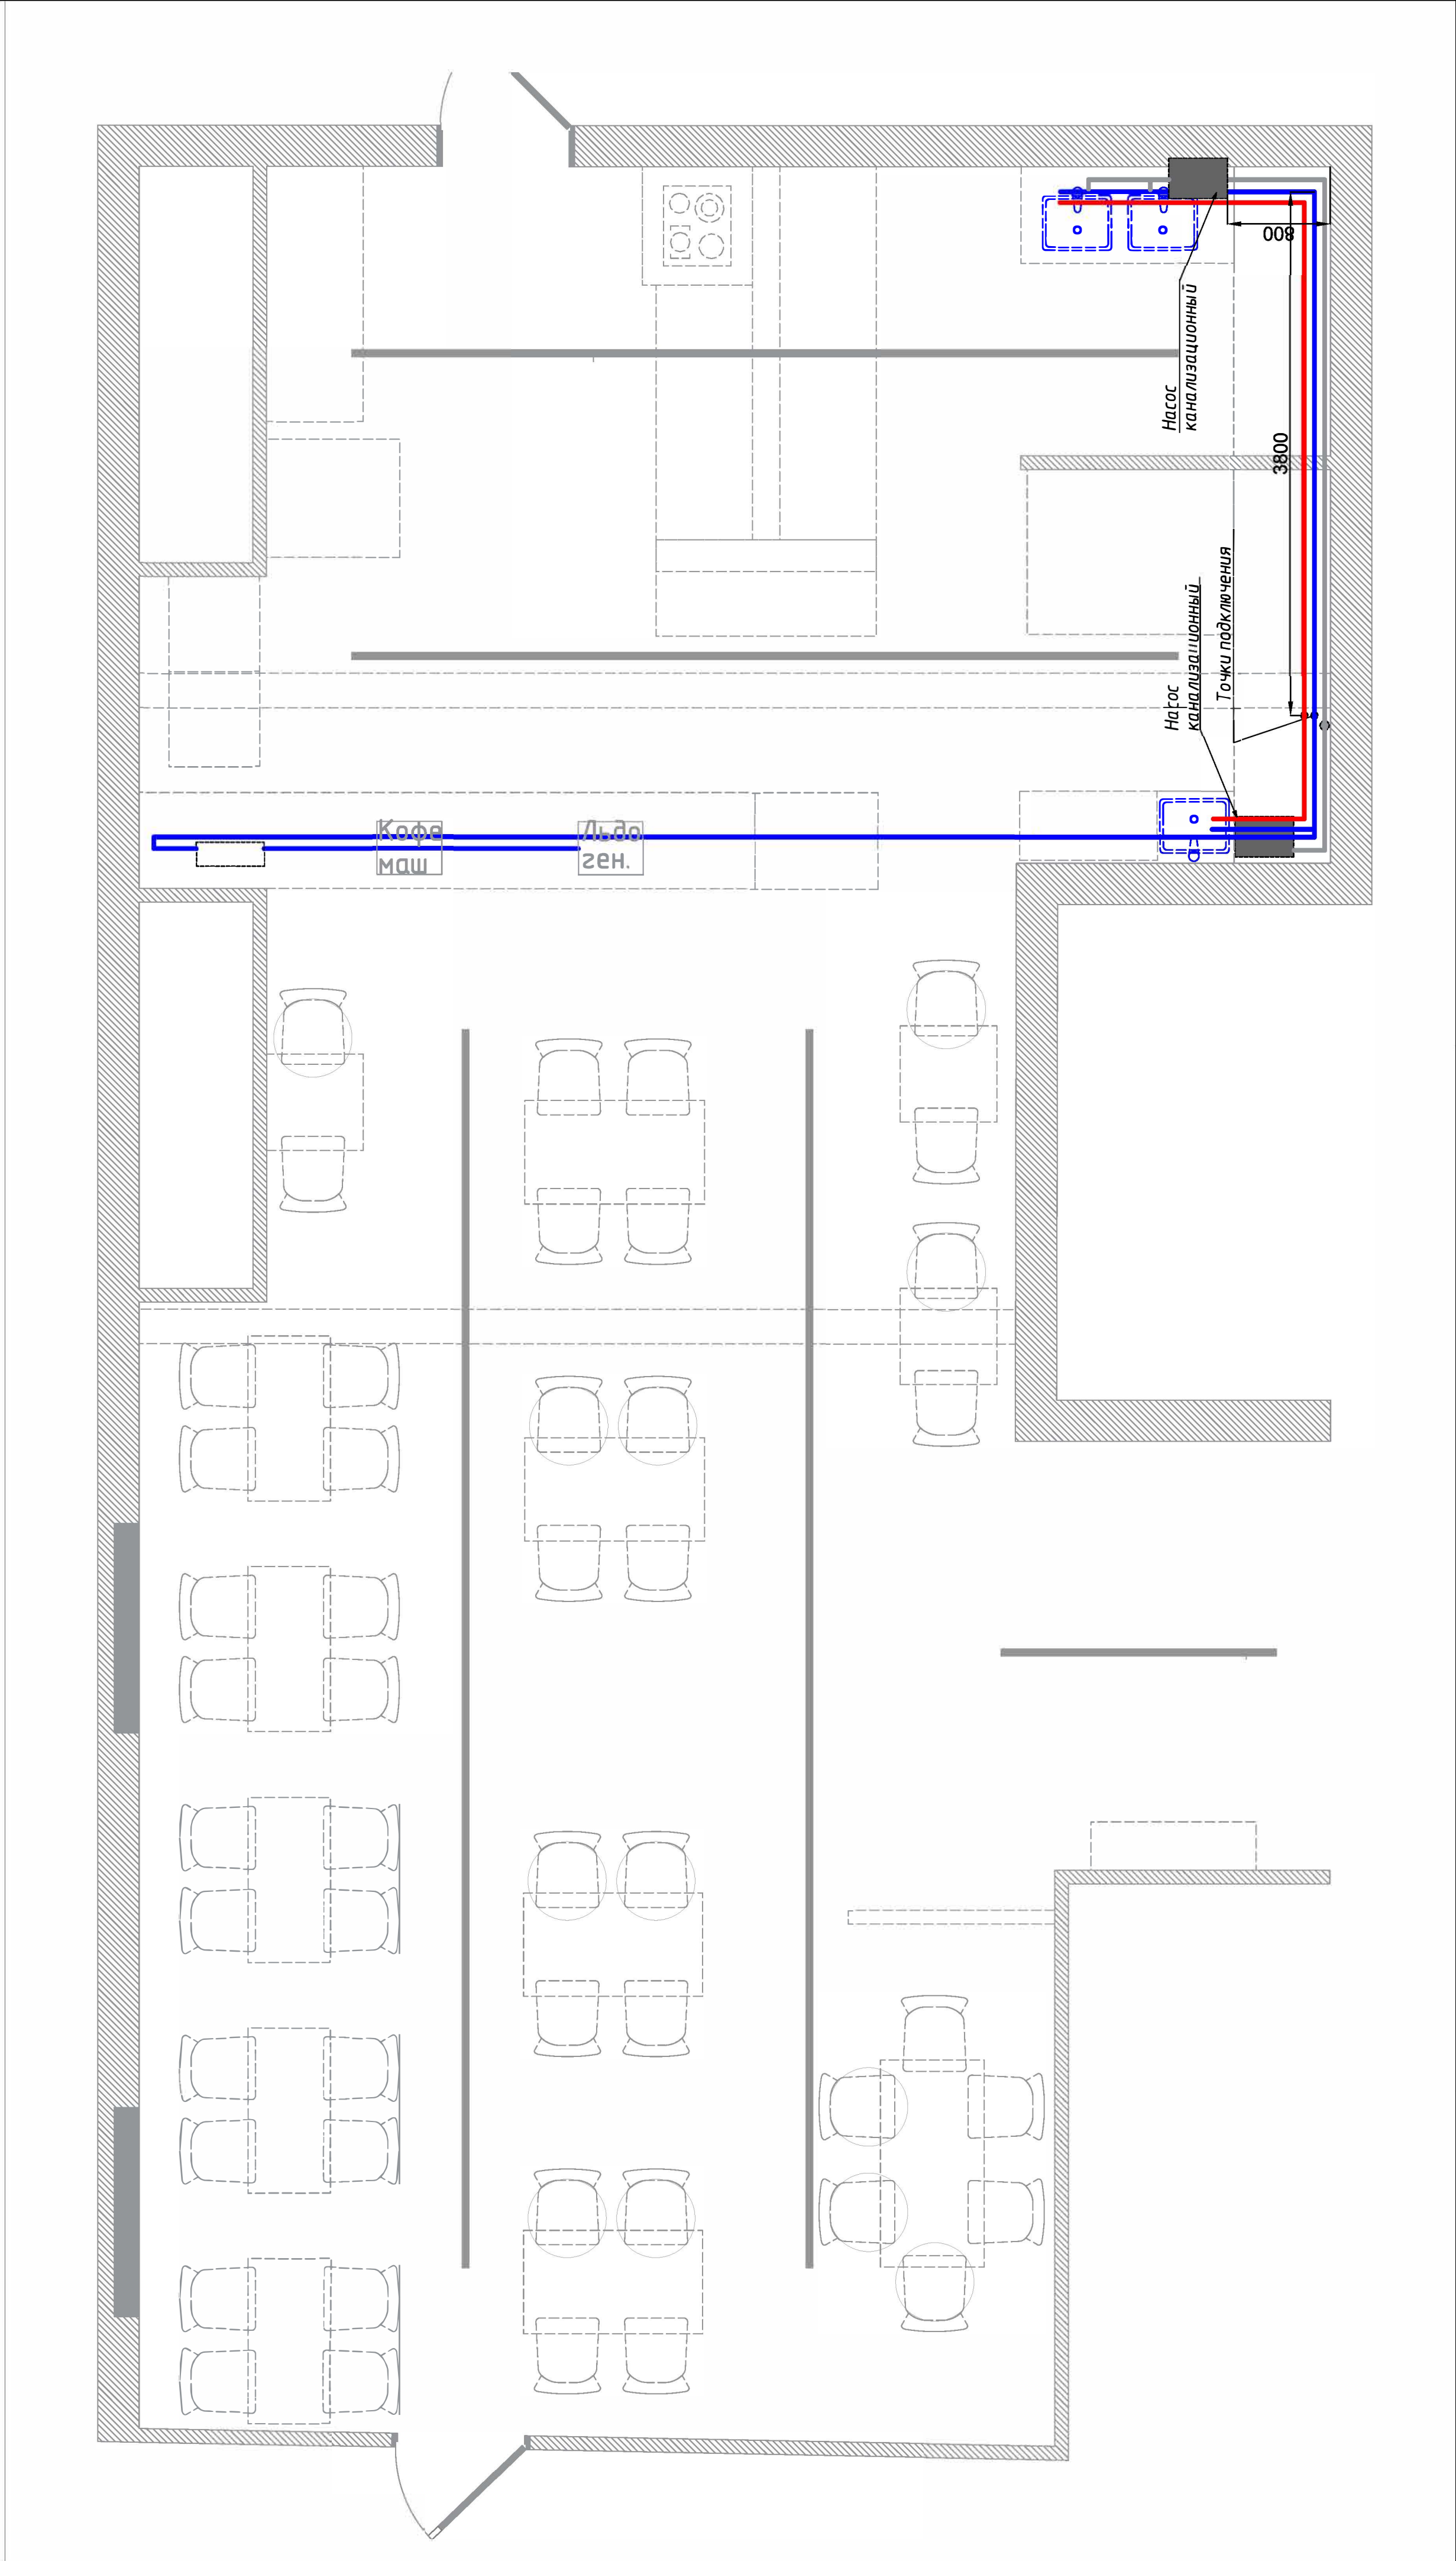 008
Насос
канализационный
3800
Точки подключения
Насос
канализационный
Кофе
маш
Льдо
ген.